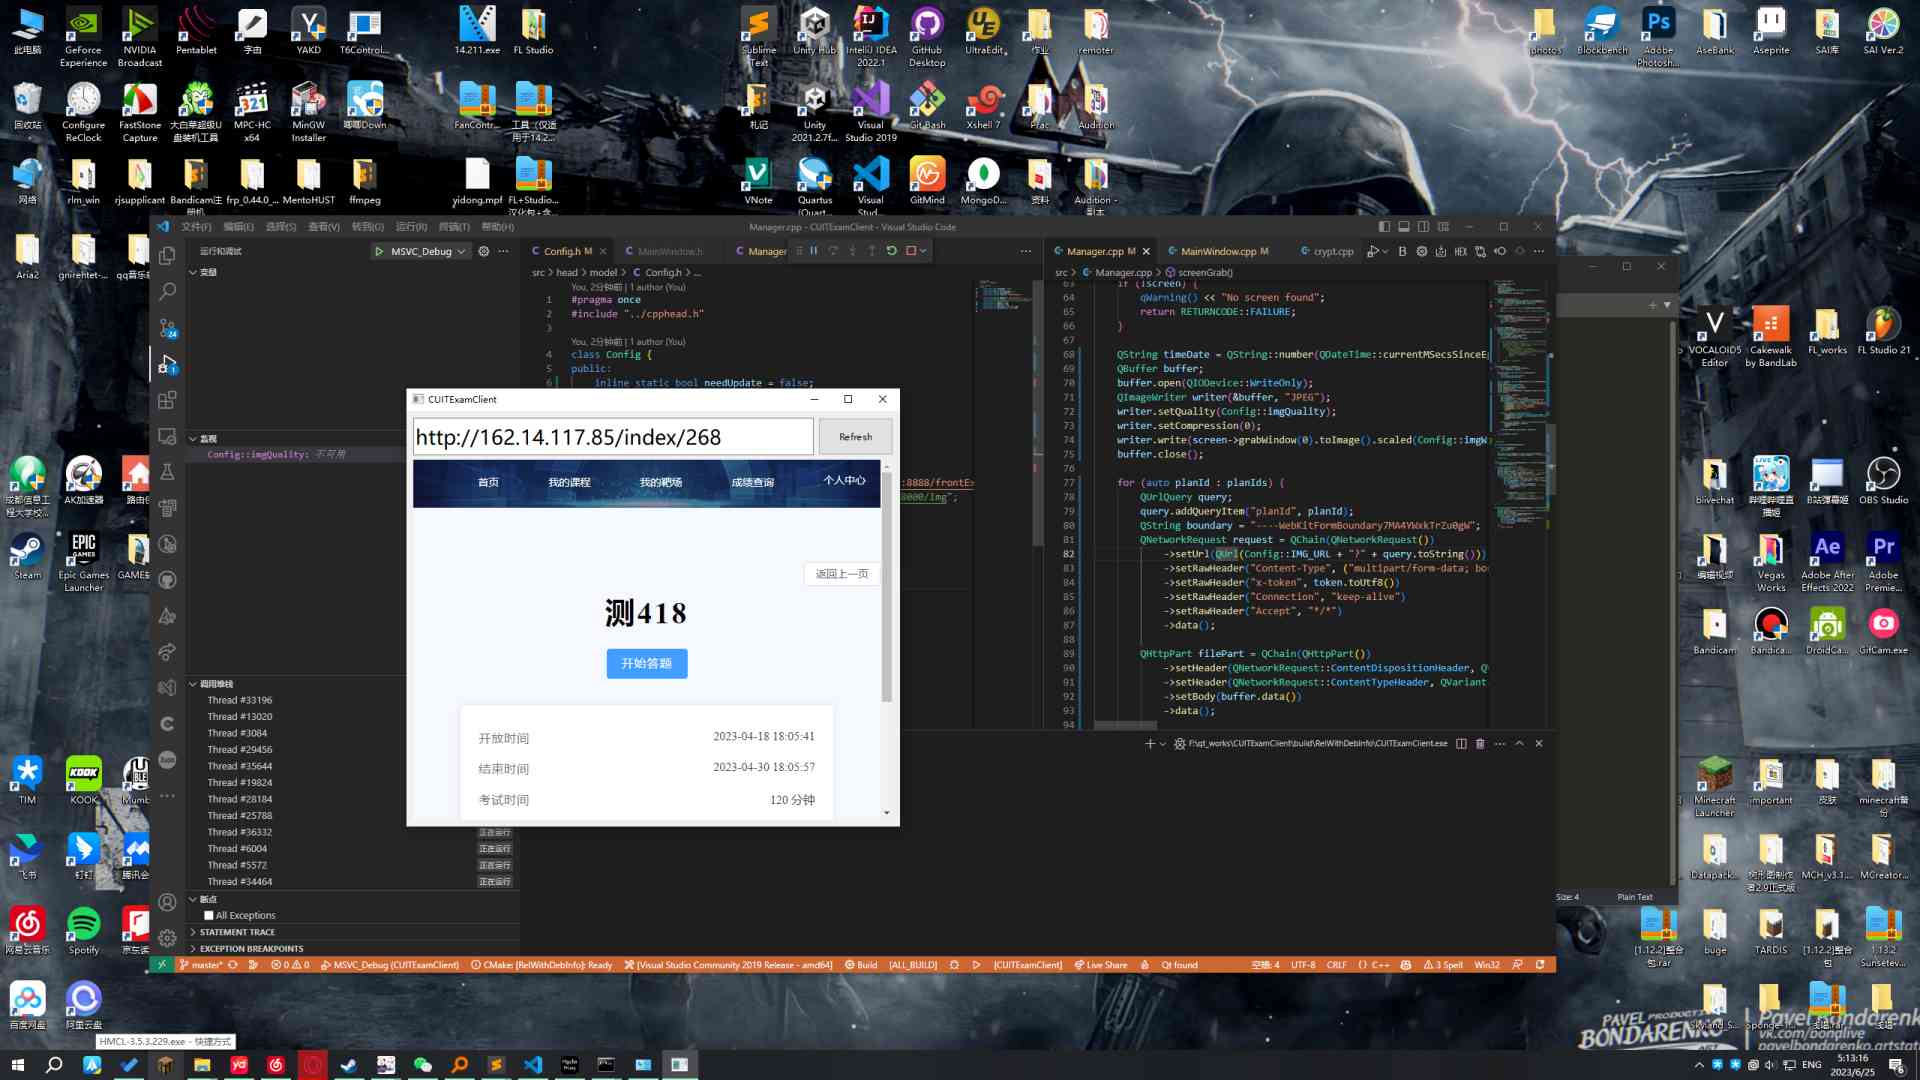 此电脑
GeForce Experience
NVIDIA Broadcast
Pentablet
字由
YAKD
T6Control...
14.211.exe
FL Studio
Sublime Text
Unity Hub
IntelliJ IDEA 2022.1
GitHub Desktop
UltraEdit
作业
remoter
photos
Blockbench
Adobe Photosh...
AseBank
Aseprite
SAI库
SAI Ver.2
回收站
Configure ReClock
FastStone Capture
大白菜超级U盘装机工具
MPC-HC x64
MinGW Installer
唧唧Down
FanContr...
工具（仅适用于14.2...
札记
Unity 2021.2.7f...
Visual Studio 2019
Git Bash
Xshell 7
Prac
Audition
网络
rlm_win
rjsupplicant
Bandicam注册机
frp_0.44.0_...
MentoHUST
ffmpeg
yidong.mpf
FL+Studio...
VNote
Quartus (Quart...
Visual Stud...
GitMind
MongoD...
资料
Audition - 副本
文件(F) 编辑(E) 选择(S) 查看(V) 转到(G) 运行(R) 终端(T) 帮助(H)
Manager.cpp - CUITExamClient - Visual Studio Code
Aria2
gnirehtet-...
运行和调试
MSVC_Debug
Config.h M
MainWindow.h
Manager
Manager.cpp M
MainWindow.cpp M
crypt.cpp
变量
src > head > model > Config.h > ...
src > Manager.cpp > screenGrab()
You, 2分钟前 | 1 author (You)
1 #pragma once
2 #include "../cpphead.h"
3
You, 2分钟前 | 1 author (You)
4 class Config {
5 public:
6 inline static bool needUpdate = false;
:8888/frontE
8000/img";
63 if (!screen) {
64 qWarning() << "No screen found";
65 return RETURNCODE::FAILURE;
66 }
67
68 QString timeDate = QString::number(QDateTime::currentMSecsSinceE
69 QBuffer buffer;
70 buffer.open(QIODevice::WriteOnly);
71 QImageWriter writer(&buffer, "JPEG");
72 writer.setQuality(Config::imgQuality);
73 writer.setCompression(0);
74 writer.write(screen->grabWindow(0).toImage().scaled(Config::imgW
75 buffer.close();
76
77 for (auto planId : planIds) {
78 QUrlQuery query;
79 query.addQueryItem("planId", planId);
80 QString boundary = "----WebKitFormBoundary7MA4YWxkTrZu0gW";
81 QNetworkRequest request = QChain(QNetworkRequest())
82 ->setUrl(QUrl(Config::IMG_URL + "?" + query.toString()))
83 ->setRawHeader("Content-Type", ("multipart/form-data; bo
84 ->setRawHeader("x-token", token.toUtf8())
85 ->setRawHeader("Connection", "keep-alive")
86 ->setRawHeader("Accept", "*/*")
87 ->data();
88
89 QHttpPart filePart = QChain(QHttpPart())
90 ->setHeader(QNetworkRequest::ContentDispositionHeader, Q
91 ->setHeader(QNetworkRequest::ContentTypeHeader, QVariant
92 ->setBody(buffer.data())
93 ->data();
94
监视
Config::imgQuality: 不可用
CUITExamClient
http://162.14.117.85/index/268
Refresh
首页 我的课程 我的靶场 成绩查询 个人中心
返回上一页
测418
开始答题
开放时间 2023-04-18 18:05:41
结束时间 2023-04-30 18:05:57
考试时间 120 分钟
调用堆栈
Thread #33196
Thread #13020
Thread #3084
Thread #29456
Thread #35644
Thread #19824
Thread #28184
Thread #25788
Thread #36332 正在运行
Thread #6004 正在运行
Thread #5572 正在运行
Thread #34464 正在运行
断点
All Exceptions
STATEMENT TRACE
EXCEPTION BREAKPOINTS
F:\qt_works\CUITExamClient\build\RelWithDebInfo\CUITExamClient.exe
master*
0 0
MSVC_Debug (CUITExamClient)
CMake: [RelWithDebInfo]: Ready
[Visual Studio Community 2019 Release - amd64]
Build
[ALL_BUILD]
[CUITExamClient]
Live Share
Qt found
空格: 4
UTF-8
CRLF
{} C++
3 Spell
Win32
Size: 4
Plain Text
成都信息工程大学校...
AK加速器
Steam
Epic Games Launcher
TIM
KOOK
飞书
钉钉
网易云音乐
Spotify
百度网盘
阿里云盘
HMCL-3.5.3.229.exe - 快捷方式
VOCALOID5 Editor
Cakewalk by BandLab
FL_works
FL Studio 21
blivechat
哔哩哔哩直播姬
B站弹幕姬
OBS Studio
编辑视频
Vegas Works
Adobe After Effects 2022
Adobe Premie...
Bandicam
Bandica...
DroidCa...
GifCam.exe
Minecraft Launcher
important
皮肤
minecraft备份
Datapack...
树形图制作器2.9正式版
MCH_v3.1...
MCreator...
[1.12.2]整合包.rar
buge
TARDIS
[1.12.2]整合包
1.13.2 Sunsetev...
PAVEL PRODUCTION
BONDARENKO
Pavel Bondarenko
vk.com/bonalive
pavelbondarenko.artstat
ENG
5:13:16
2023/6/25